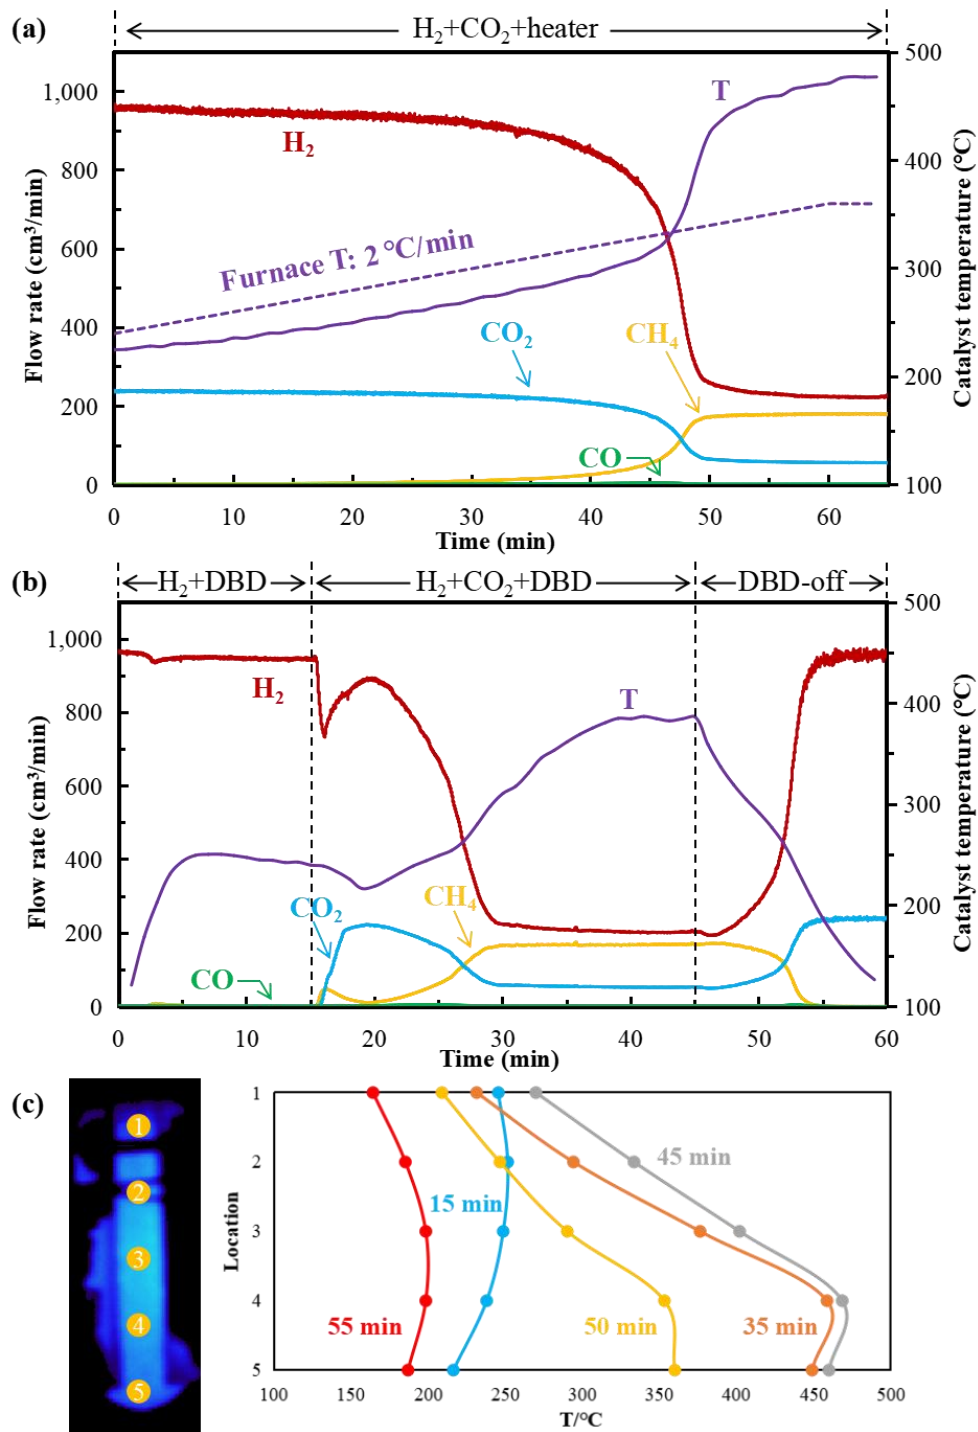 (a)
H₂+CO₂+heater
1,000
800
600
400
200
0
Flow rate (cm³/min)
500
400
300
200
100
Catalyst temperature (°C)
H₂
T
Furnace T: 2 °C/min
CO₂
CH₄
CO
0 10 20 30 40 50 60
Time (min)
(b)
H₂+DBD
H₂+CO₂+DBD
DBD-off
1,000
800
600
400
200
0
Flow rate (cm³/min)
500
400
300
200
100
Catalyst temperature (°C)
H₂
T
CO₂
CH₄
CO
0 10 20 30 40 50 60
Time (min)
(c)
1
2
3
4
5
Location
1
2
3
4
5
45 min
15 min
55 min
50 min
35 min
100 200 250 300 350 400 450 500
T/°C